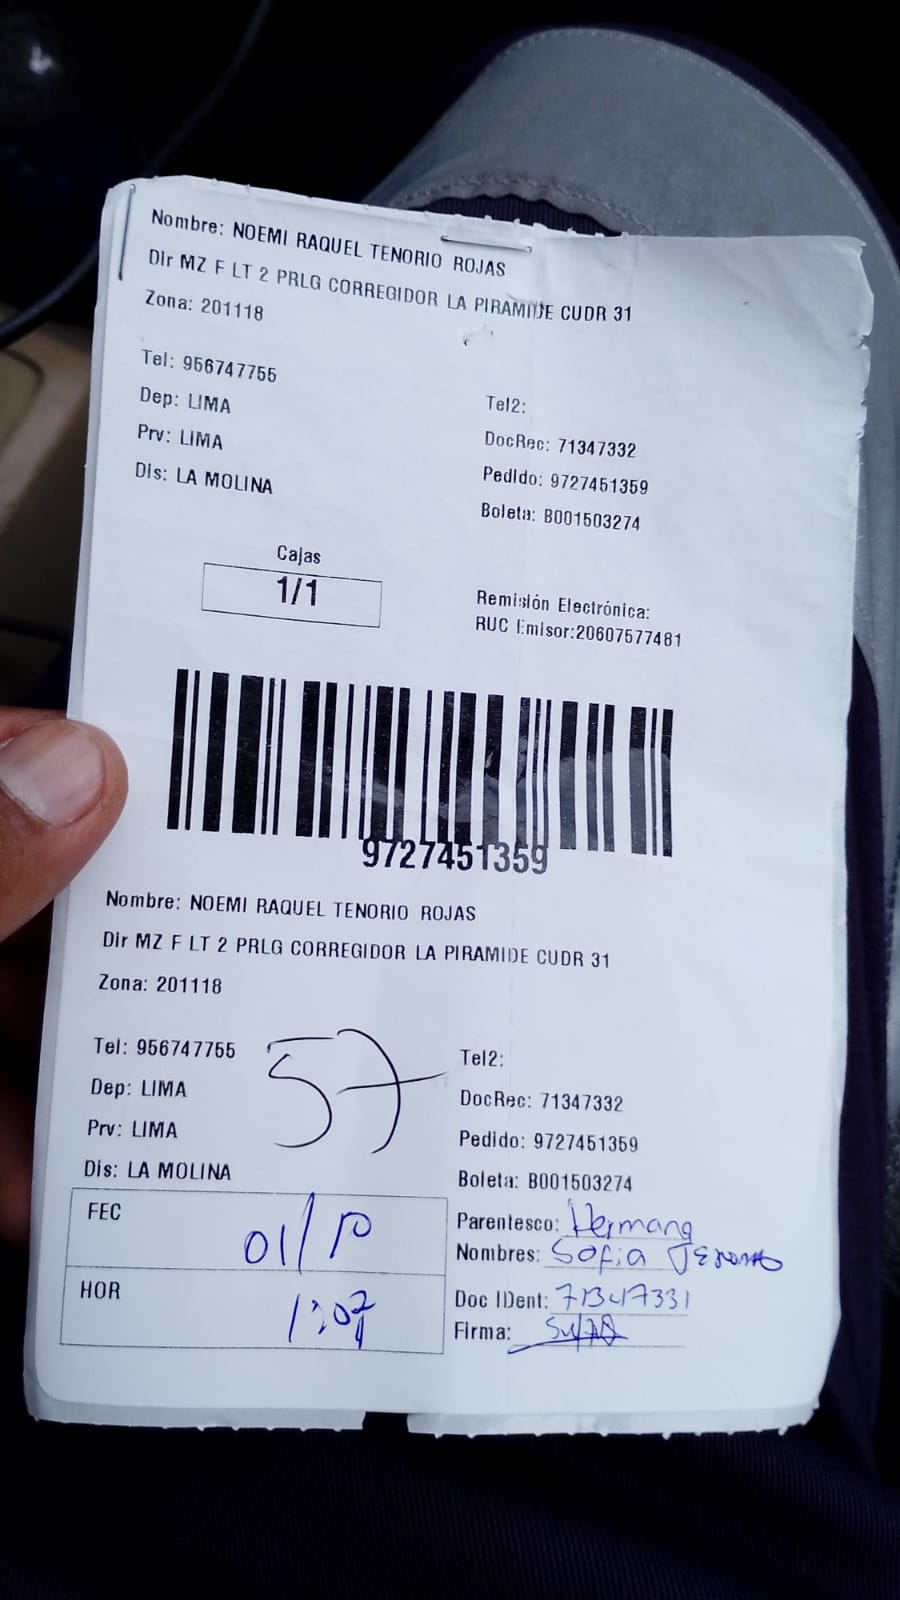 Nombre: NOEMI RAQUEL TENORIO ROJAS
Dir MZ F LT 2 PRLG CORREGIDOR LA PIRAMIDE CUDR 31
Zona: 201118
Tel: 956747755
Tel2:
Dep: LIMA
DocRec: 71347332
Prv: LIMA
Pedido: 9727451359
Dis: LA MOLINA
Boleta: B001503274
Cajas
1/1
Remisión Electrónica:
RUC Emisor:20607577481
9727451359
Nombre: NOEMI RAQUEL TENORIO ROJAS
Dir MZ F LT 2 PRLG CORREGIDOR LA PIRAMIDE CUDR 31
Zona: 201118
Tel: 956747755
57
Tel2:
Dep: LIMA
DocRec: 71347332
Prv: LIMA
Pedido: 9727451359
Dis: LA MOLINA
Boleta: B001503274
FEC
Parentesco: Hermana
Nombres: Sofia
HOR
Doc IDent: 71347331
Firma: